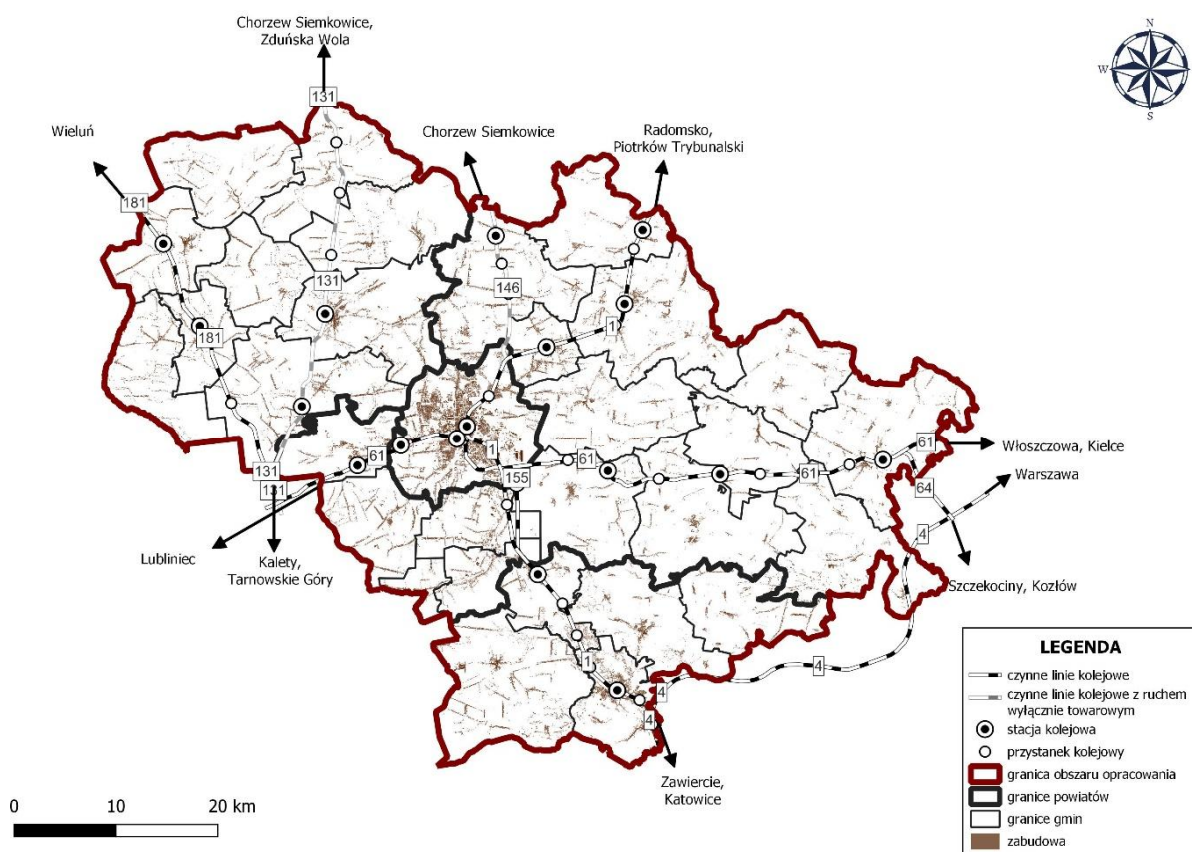 Chorzew Siemkowice,
Zduńska Wola
N
W
E
S
131
Wieluń
Chorzew Siemkowice
Radomsko,
Piotrków Trybunalski
181
131
146
181
1
61
1
61
155
61
61
Włoszczowa, Kielce
131
131
64
Warszawa
4
Lubliniec
Kalety,
Tarnowskie Góry
Szczekociny, Kozłów
1
4
4
4
Zawiercie,
Katowice
LEGENDA
czynne linie kolejowe
czynne linie kolejowe z ruchem
wyłącznie towarowym
stacja kolejowa
przystanek kolejowy
granica obszaru opracowania
granice powiatów
granice gmin
zabudowa
0 10 20 km